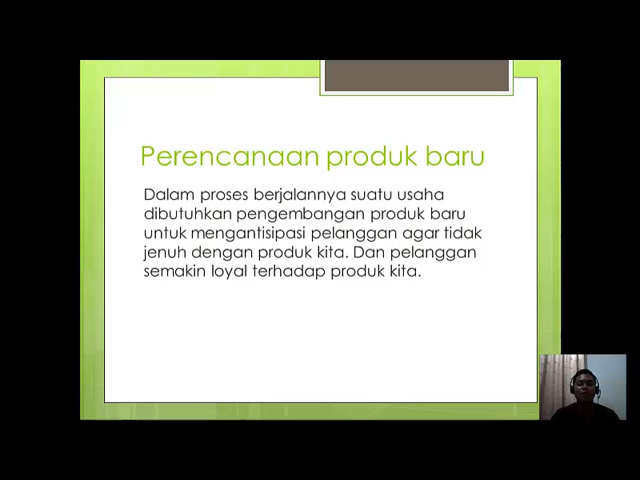 Perencanaan produk baru
Dalam proses berjalannya suatu usaha
dibutuhkan pengembangan produk baru
untuk mengantisipasi pelanggan agar tidak
jenuh dengan produk kita. Dan pelanggan
semakin loyal terhadap produk kita.